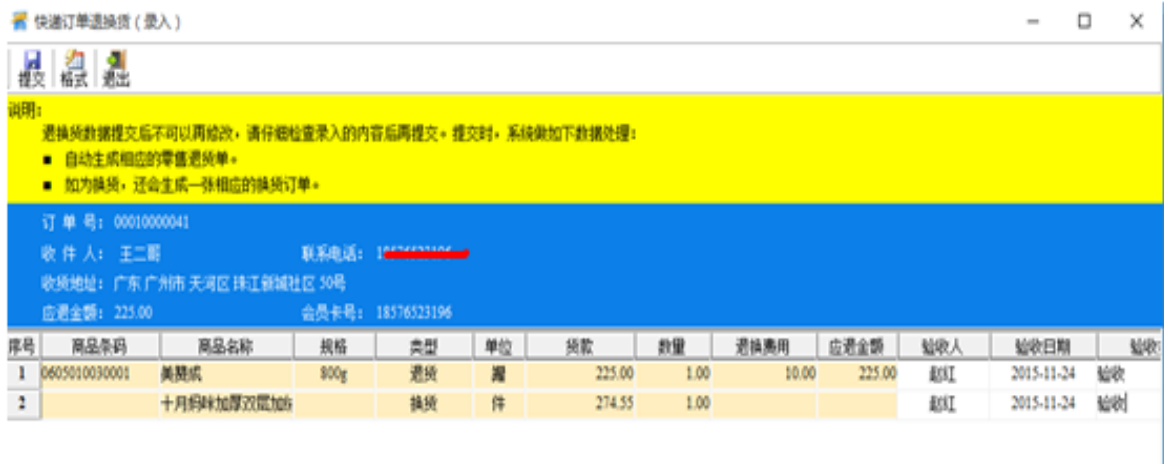 快递订单退换货（录入）
提交 格式 退出
说明：
退换货数据提交后不可以再修改，请仔细检查录入的内容后再提交。提交时，系统做如下数据处理：
■ 自动生成相应的零售退货单。
■ 如为换货，还会生成一张相应的换货订单。
订 单 号： 00010000041
收 件 人： 王二哥 联系电话：
收货地址： 广东 广州市 天河区 珠江新城社区 50号
应退金额： 225.00 会员卡号： 18576523196
序号 商品条码 商品名称 规格 类型 单位 货款 数量 退换费用 应退金额 验收人 验收日期 验收
1 0605010030001 美赞成 800g 退货 225.00 1.00 10.00 225.00 赵红 2015-11-24 验收
2 十月妈咪加厚双层加 换货 件 274.55 1.00 赵红 2015-11-24 验收